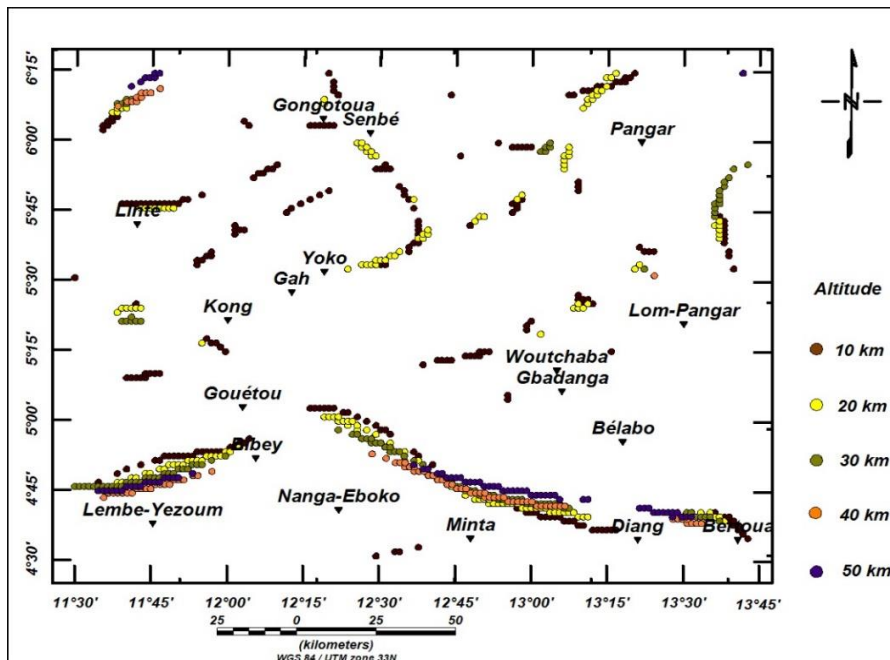 6°15'
6°00'
5°45'
5°30'
5°15'
5°00'
4°45'
4°30'
Gongotoua
Senbé
Pangar
Linté
Yoko
Gah
Kong
Lom-Pangar
Woutchaba
Gbadanga
Gouétou
Bélabo
Bibey
Nanga-Eboko
Lembe-Yezoum
Minta
Diang
Bertoua
11°30' 11°45' 12°00' 12°15' 12°30' 12°45' 13°00' 13°15' 13°30' 13°45'
25 0 25 50
(kilometers)
WGS 84 / UTM zone 33N
N
Altitude
10 km
20 km
30 km
40 km
50 km